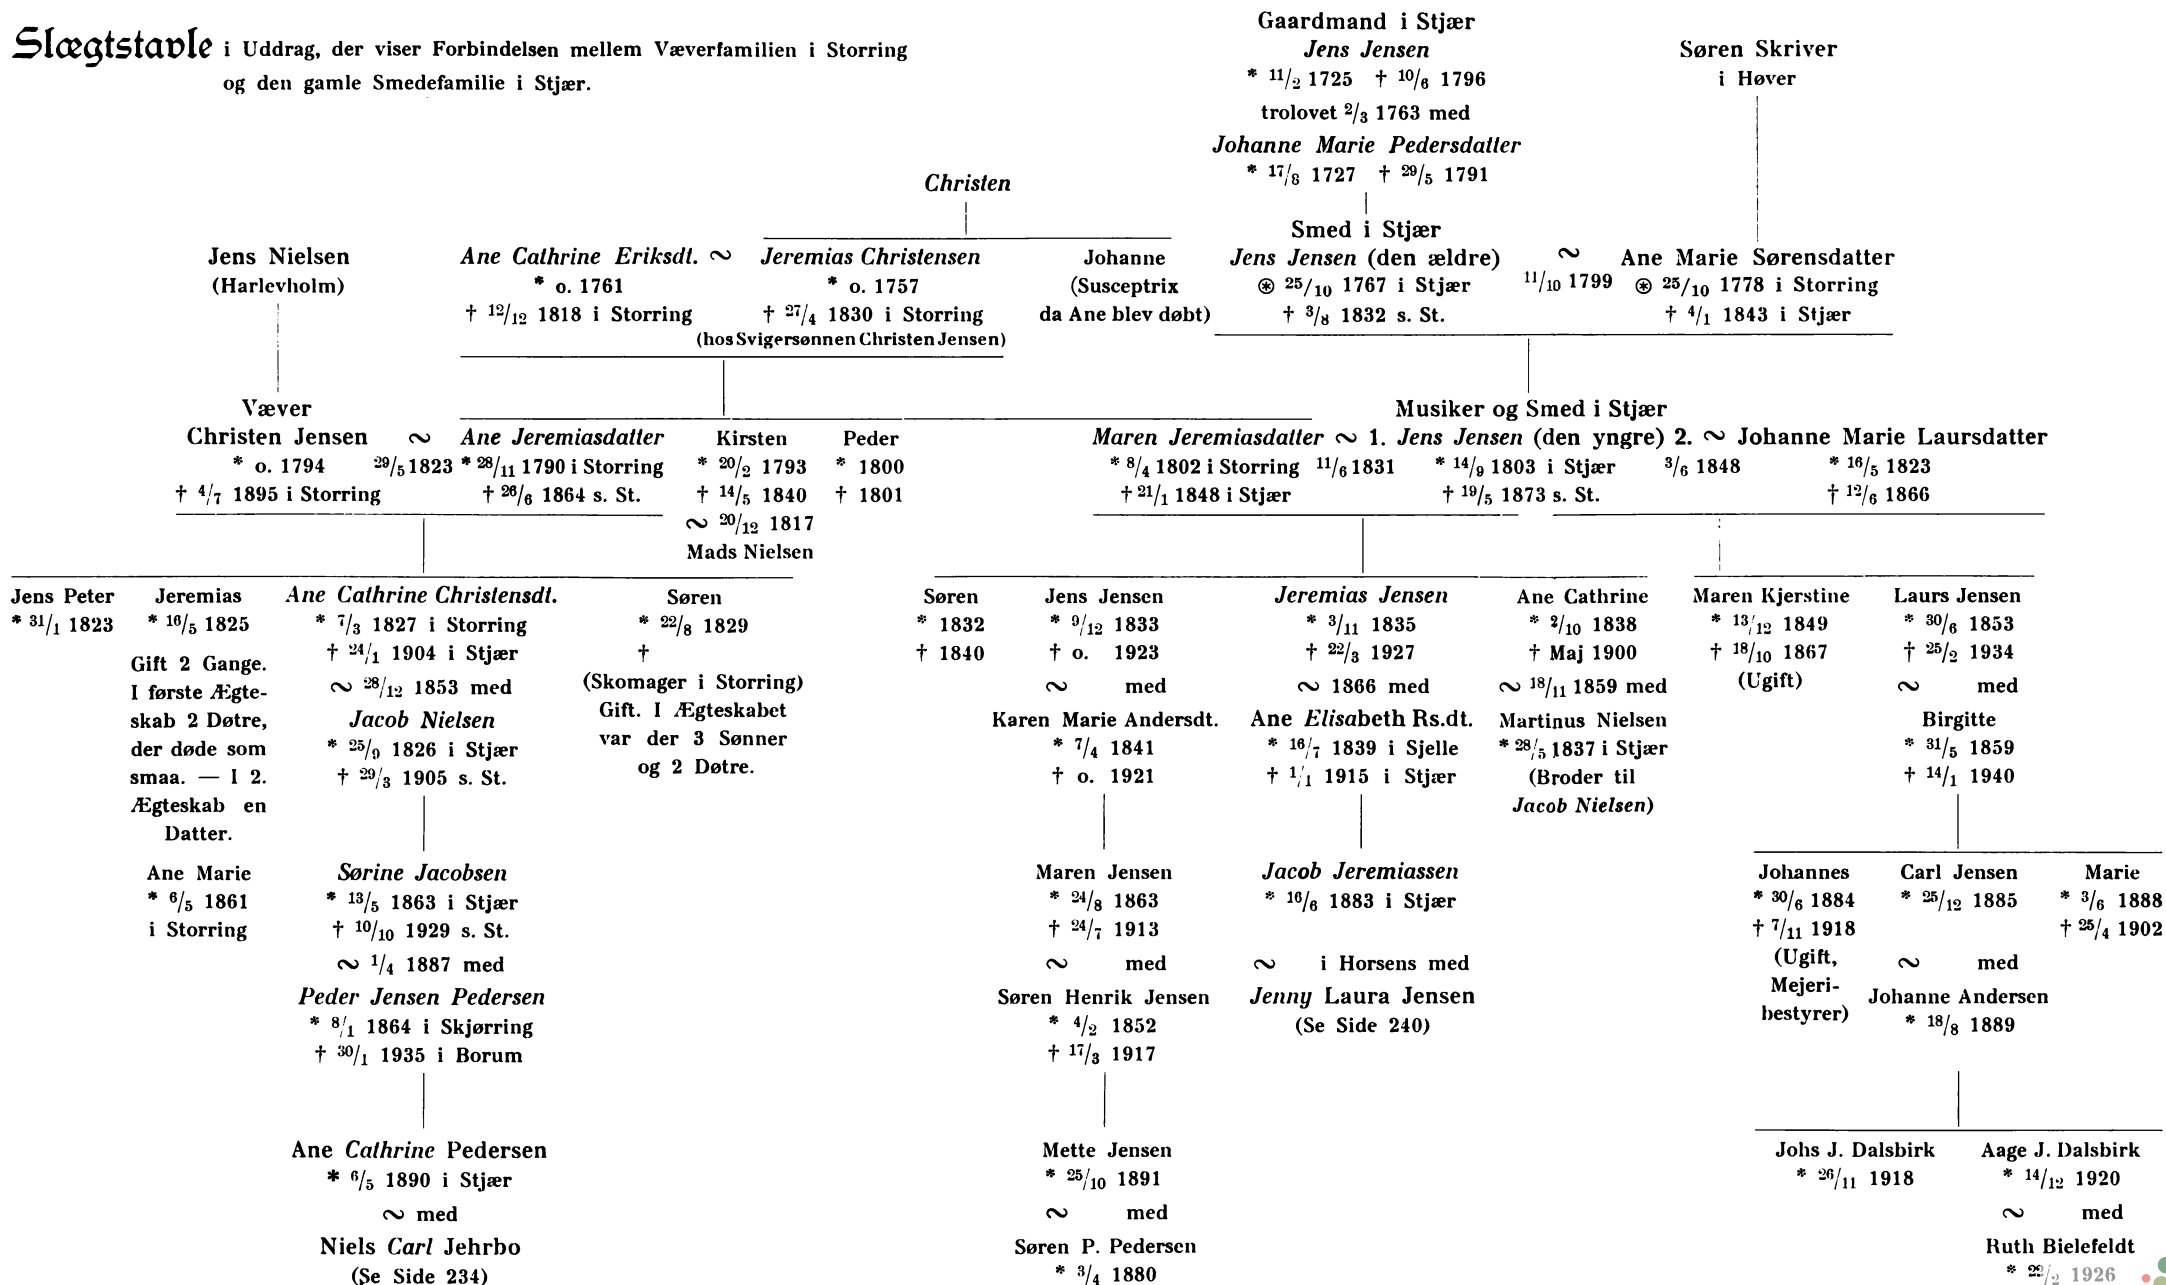 Slægtstavle i Uddrag, der viser Forbindelsen mellem Væverfamilien i Storring
og den gamle Smedefamilie i Stjær.
Gaardmand i Stjær
Jens Jensen
* 11/2 1725 † 10/6 1796
trolovet 2/3 1763 med
Johanne Marie Pedersdatter
* 17/8 1727 † 29/5 1791
Søren Skriver
i Høver
Christen
Jens Nielsen
(Harlevholm)
Ane Cathrine Eriksdt. ~
* o. 1761
† 12/12 1818 i Storring
Jeremias Christensen
* o. 1757
† 27/4 1830 i Storring
(hos Svigersønnen Christen Jensen)
Johanne
(Susceptrix
da Ane blev døbt)
Smed i Stjær
Jens Jensen (den ældre)
⊛ 25/10 1767 i Stjær
† 3/8 1832 s. St.
~
11/10 1799
Ane Marie Sørensdatter
⊛ 25/10 1778 i Storring
† 4/1 1843 i Stjær
Væver
Christen Jensen
* o. 1794
† 4/7 1895 i Storring
~
29/5 1823
Ane Jeremiasdatter
* 28/11 1790 i Storring
† 26/6 1864 s. St.
Kirsten
* 20/2 1793
† 14/5 1840
~ 20/12 1817
Mads Nielsen
Peder
* 1800
† 1801
Musiker og Smed i Stjær
Maren Jeremiasdatter ~ 1. Jens Jensen (den yngre) 2. ~ Johanne Marie Laursdatter
* 8/4 1802 i Storring 11/6 1831 * 14/9 1803 i Stjær 3/6 1848 * 16/5 1823
† 21/1 1848 i Stjær † 19/5 1873 s. St. † 12/6 1866
Jens Peter
* 31/1 1823
Jeremias
* 16/5 1825
Gift 2 Gange.
I første Ægte-
skab 2 Døtre,
der døde som
smaa. — I 2.
Ægteskab en
Datter.
Ane Marie
* 6/5 1861
i Storring
Ane Cathrine Christensdt.
* 7/3 1827 i Storring
† 24/1 1904 i Stjær
~ 28/12 1853 med
Jacob Nielsen
* 25/9 1826 i Stjær
† 29/3 1905 s. St.
Sørine Jacobsen
* 13/5 1863 i Stjær
† 10/10 1929 s. St.
~ 1/4 1887 med
Peder Jensen Pedersen
* 8/1 1864 i Skjørring
† 30/1 1935 i Borum
Ane Cathrine Pedersen
* 6/5 1890 i Stjær
~ med
Niels Carl Jehrbo
(Se Side 234)
Søren
* 22/8 1829
†
(Skomager i Storring)
Gift. I Ægteskabet
var der 3 Sønner
og 2 Døtre.
Søren
* 1832
† 1840
Jens Jensen
* 9/12 1833
† o. 1923
~ med
Karen Marie Andersdt.
* 7/4 1841
† o. 1921
Maren Jensen
* 24/8 1863
† 24/7 1913
~ med
Søren Henrik Jensen
* 4/2 1852
† 17/3 1917
Mette Jensen
* 25/10 1891
~ med
Søren P. Pedersen
* 3/4 1880
Jeremias Jensen
* 3/11 1835
† 22/3 1927
~ 1866 med
Ane Elisabeth Rs.dt.
* 16/7 1839 i Sjelle
† 1/1 1915 i Stjær
Jacob Jeremiassen
* 16/6 1883 i Stjær
~ i Horsens med
Jenny Laura Jensen
(Se Side 240)
Ane Cathrine
* 2/10 1838
† Maj 1900
~ 18/11 1859 med
Martinus Nielsen
* 28/5 1837 i Stjær
(Broder til
Jacob Nielsen)
Maren Kjerstine
* 13/12 1849
† 18/10 1867
(Ugift)
Laurs Jensen
* 30/6 1853
† 25/2 1934
~ med
Birgitte
* 31/5 1859
† 14/1 1940
Johannes
* 30/6 1884
† 7/11 1918
(Ugift,
Mejeri-
bestyrer)
Carl Jensen
* 25/12 1885
~ med
Johanne Andersen
* 18/8 1889
Marie
* 3/6 1888
† 25/4 1902
Johs J. Dalsbirk
* 26/11 1918
Aage J. Dalsbirk
* 14/12 1920
~ med
Ruth Bielefeldt
* 22/2 1926